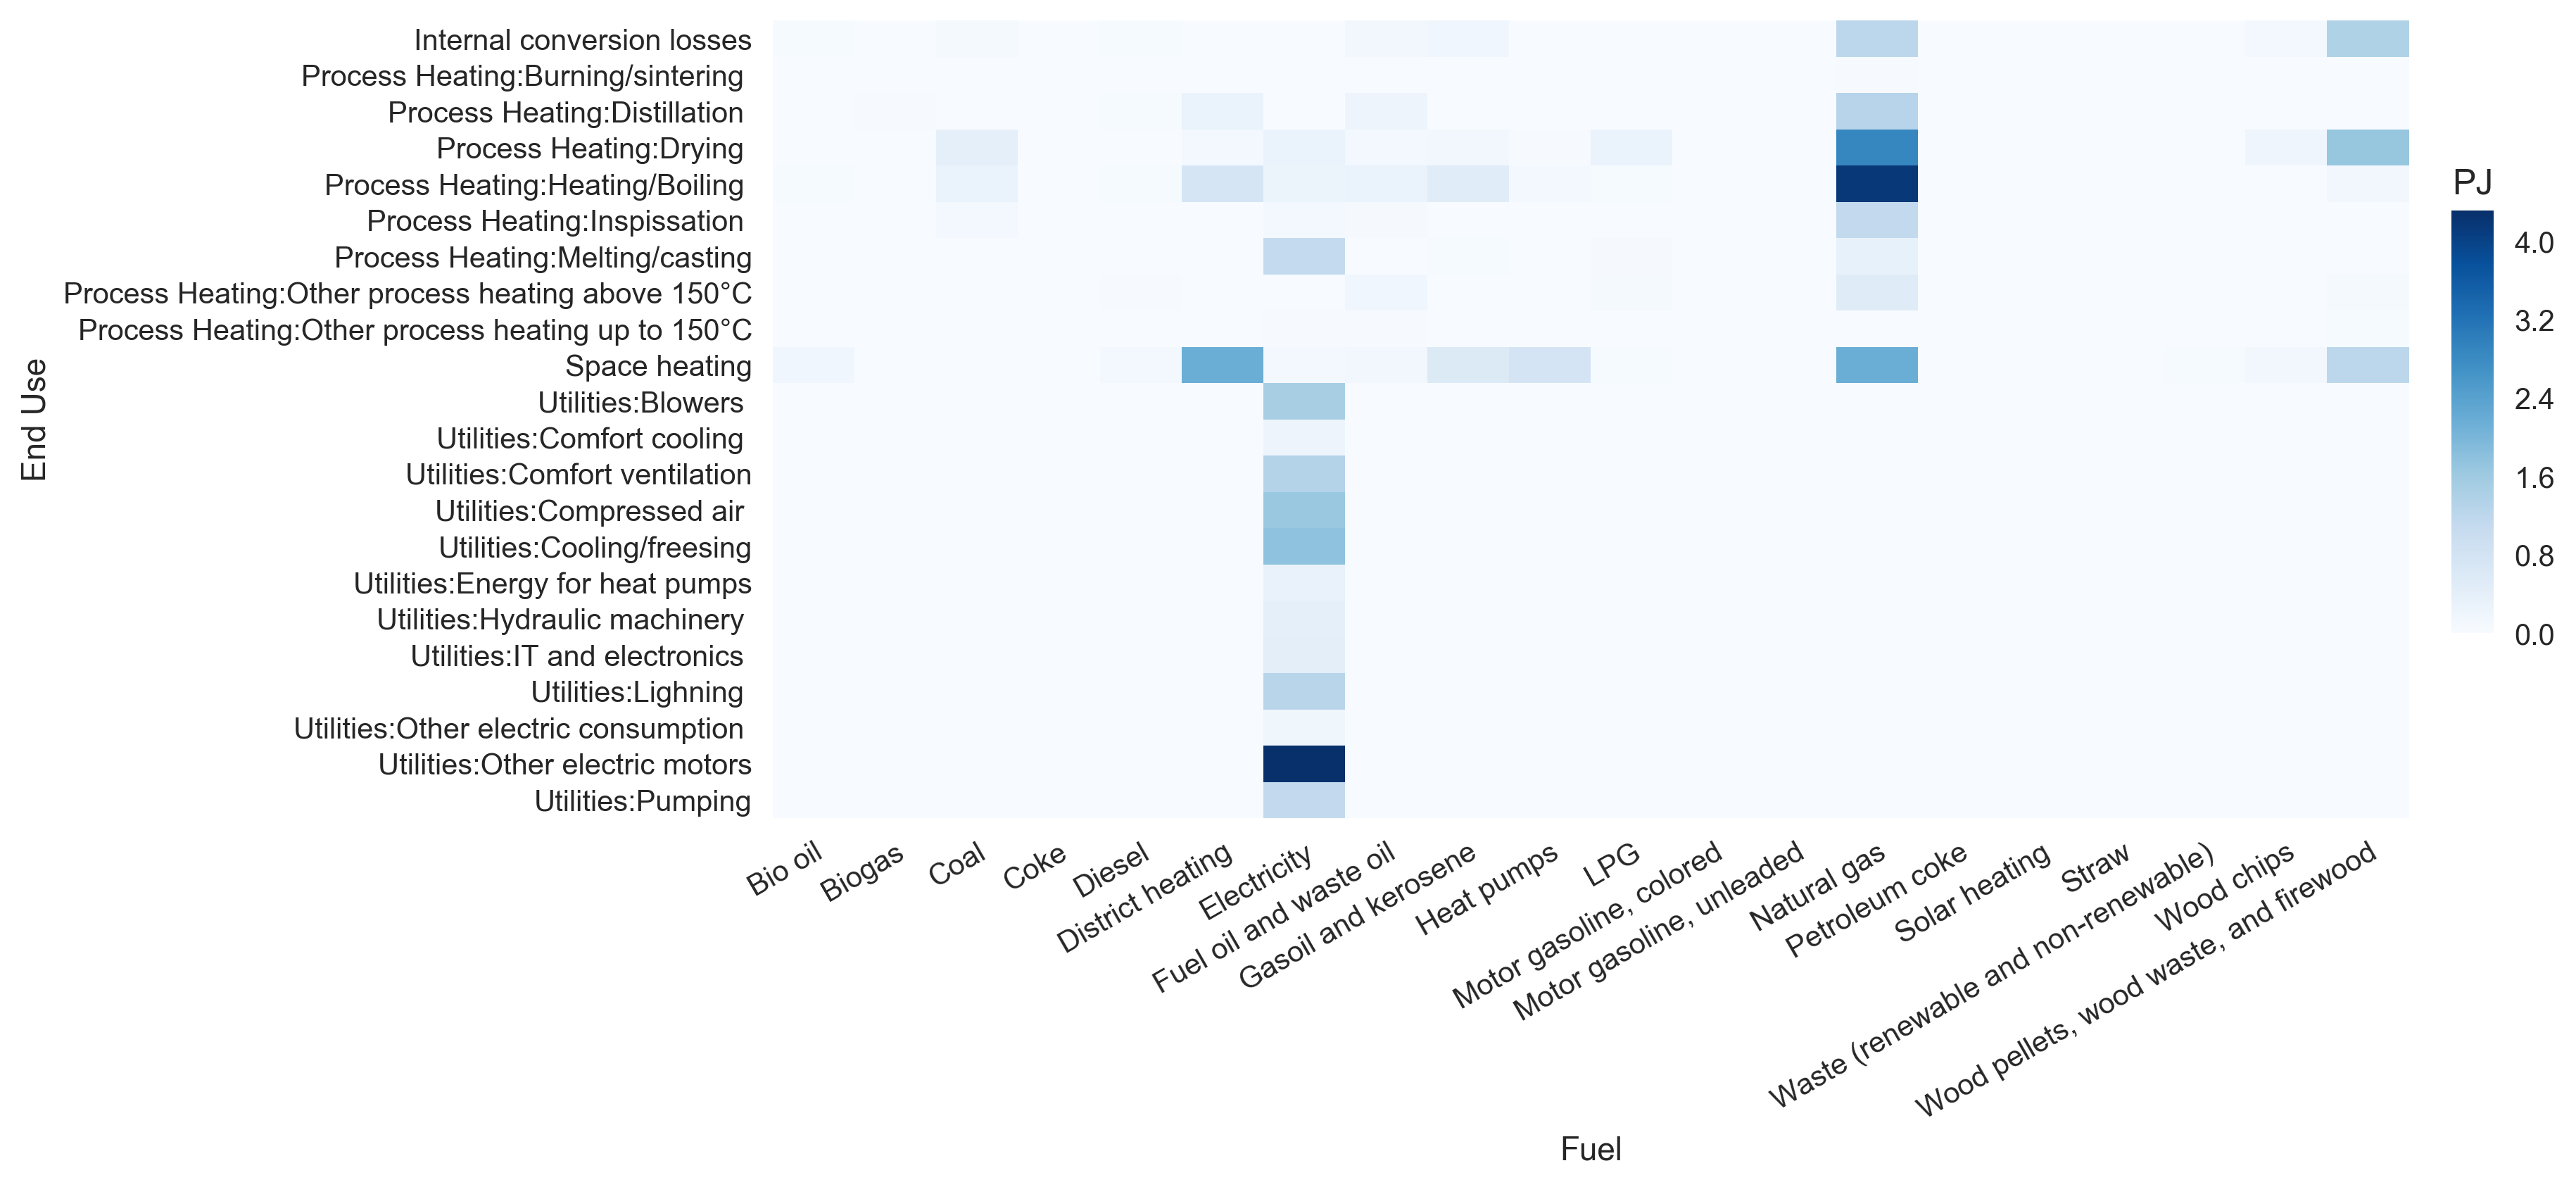 Internal conversion losses
Process Heating:Burning/sintering
Process Heating:Distillation
Process Heating:Drying
Process Heating:Heating/Boiling
Process Heating:Inspissation
Process Heating:Melting/casting
Process Heating:Other process heating above 150°C
Process Heating:Other process heating up to 150°C
Space heating
Utilities:Blowers
Utilities:Comfort cooling
Utilities:Comfort ventilation
Utilities:Compressed air
Utilities:Cooling/freesing
Utilities:Energy for heat pumps
Utilities:Hydraulic machinery
Utilities:IT and electronics
Utilities:Lighning
Utilities:Other electric consumption
Utilities:Other electric motors
Utilities:Pumping
End Use
Bio oil
Biogas
Coal
Coke
Diesel
District heating
Electricity
Fuel oil and waste oil
Gasoil and kerosene
Heat pumps
LPG
Motor gasoline, colored
Motor gasoline, unleaded
Natural gas
Petroleum coke
Solar heating
Straw
Waste (renewable and non-renewable)
Wood chips
Wood pellets, wood waste, and firewood
Fuel
PJ
4.0
3.2
2.4
1.6
0.8
0.0